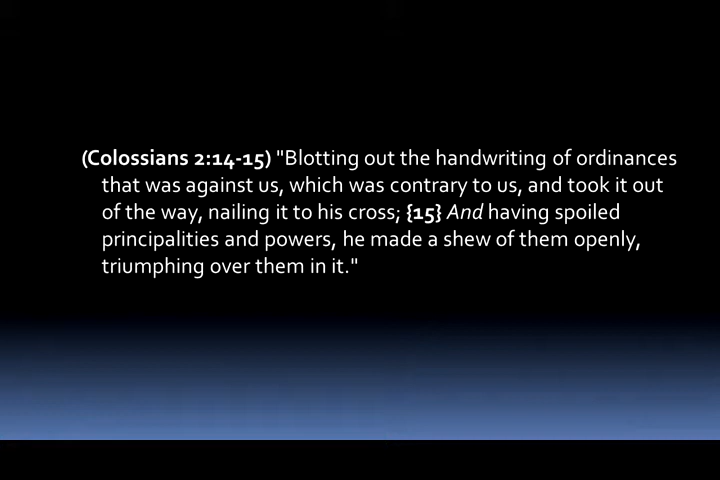 (Colossians 2:14-15) "Blotting out the handwriting of ordinances
that was against us, which was contrary to us, and took it out
of the way, nailing it to his cross; {15} And having spoiled
principalities and powers, he made a shew of them openly,
triumphing over them in it."